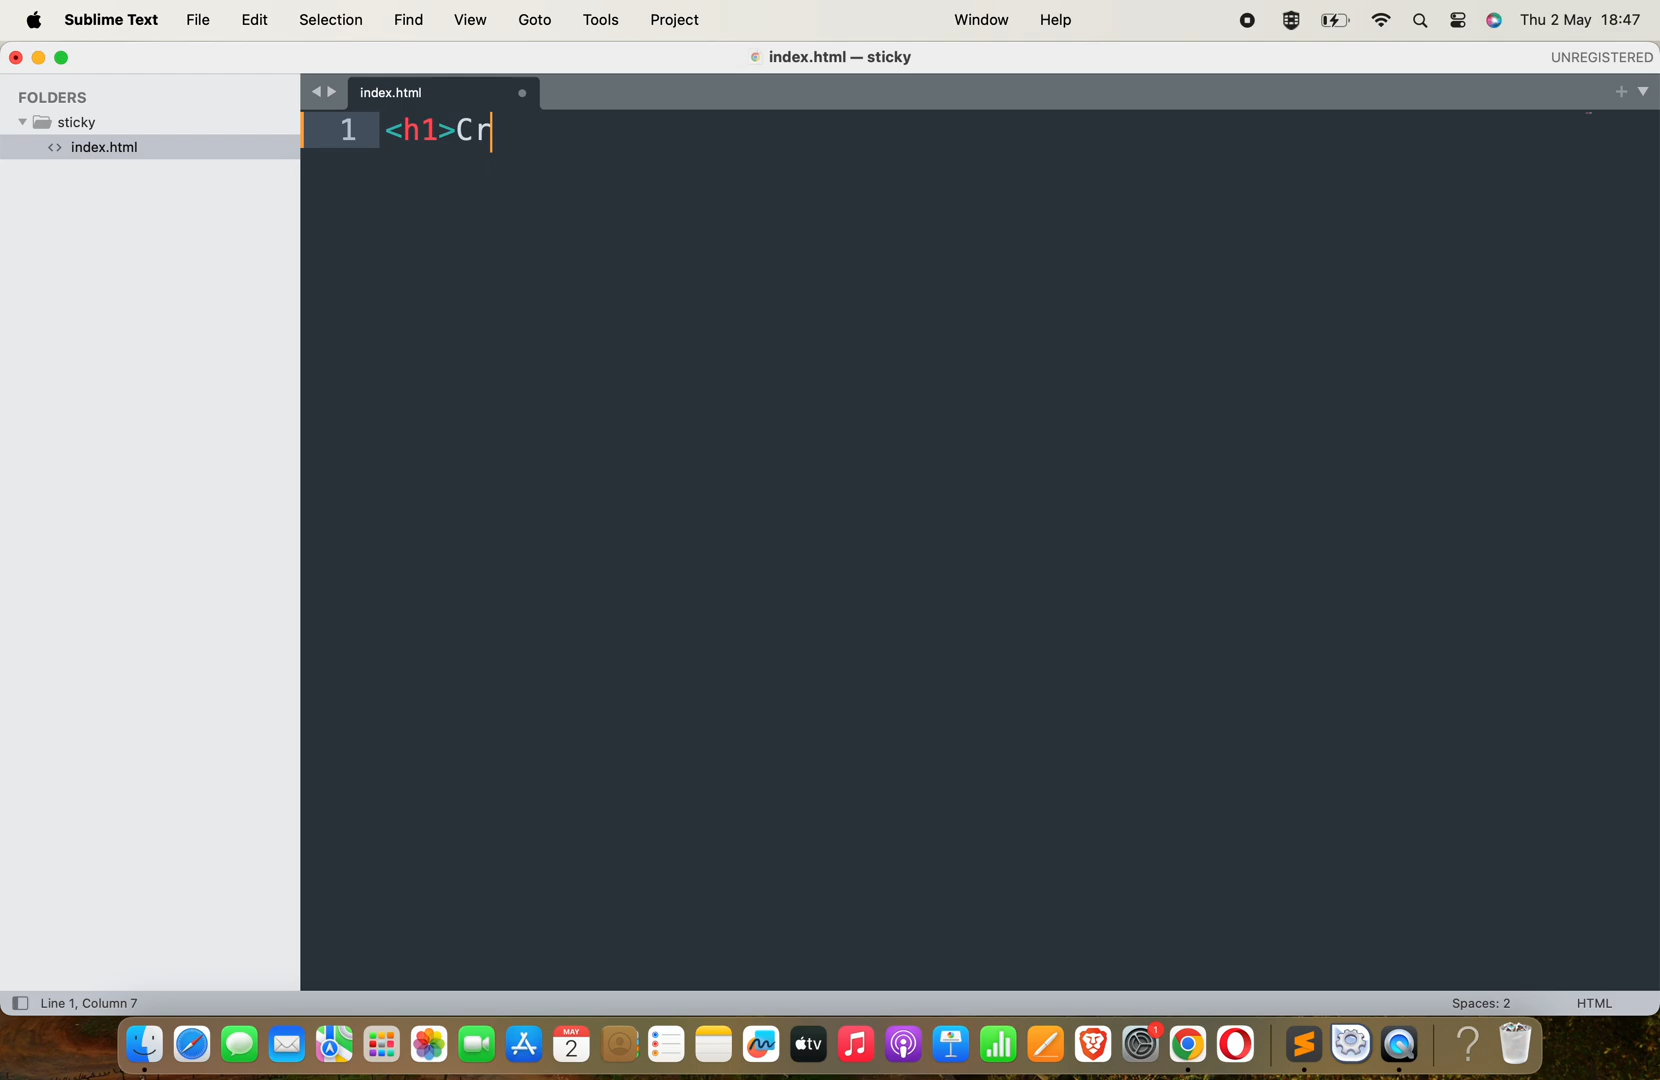 Sublime Text File Edit Selection Find View Goto Tools Project Window Help Thu 2 May 18:47
index.html — sticky UNREGISTERED
FOLDERS
sticky
index.html
index.html
1 <h1>Cr
Line 1, Column 7 Spaces: 2 HTML
MAY
2
tv
1